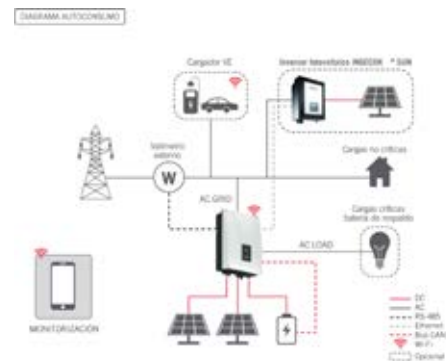 DIAGRAMA AUTOCONSUMO
Cargador VE
Inversor fotovoltaico INGECON ® SUN
Vatímetro
externo
W
Cargas no críticas
AC GRID
Cargas críticas
batería de respaldo
AC LOAD
MONITORIZACIÓN
DC
AC
RS-485
Ethernet
Bus CAN
Wi-Fi
Opcional